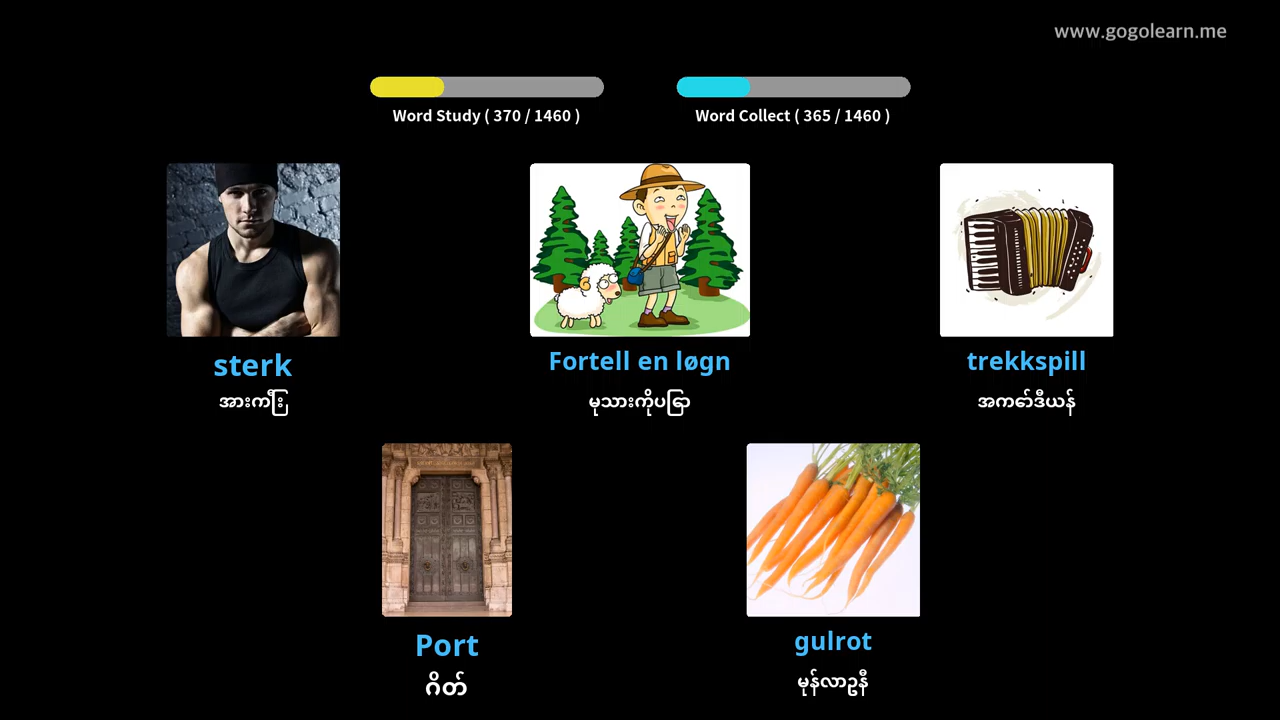 www.gogolearn.me
Word Study ( 370 / 1460 )
Word Collect ( 365 / 1460 )
sterk
Fortell en løgn
trekkspill
အားကြီး
မုသားကိုပြော
အကော်ဒီယန်
Port
gulrot
ဂိတ်
မုန်လာဥနီ